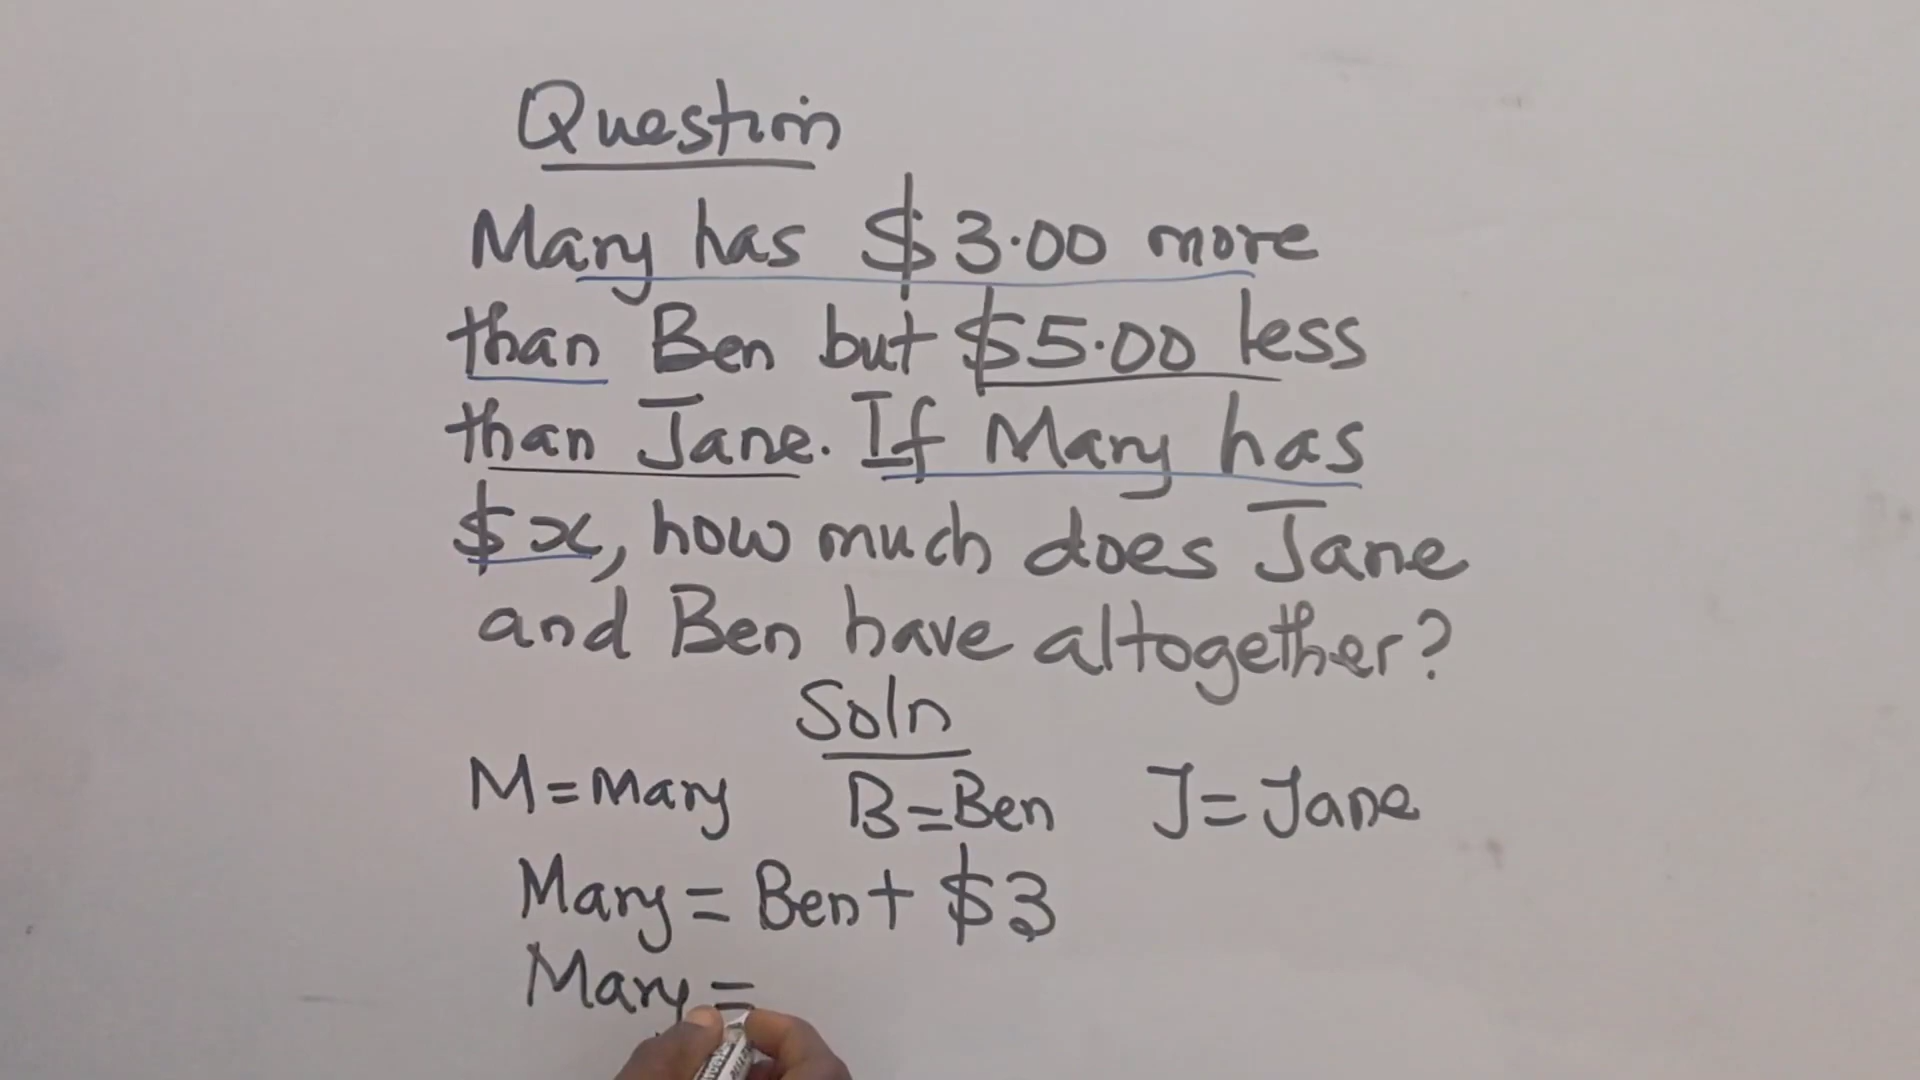 Question
Mary has $3.00 more
than Ben but $5.00 less
than Jane. If Mary has
$x, how much does Jane
and Ben have altogether?
Soln
M=Mary B=Ben J=Jane
Mary = Ben + $3
Mary =